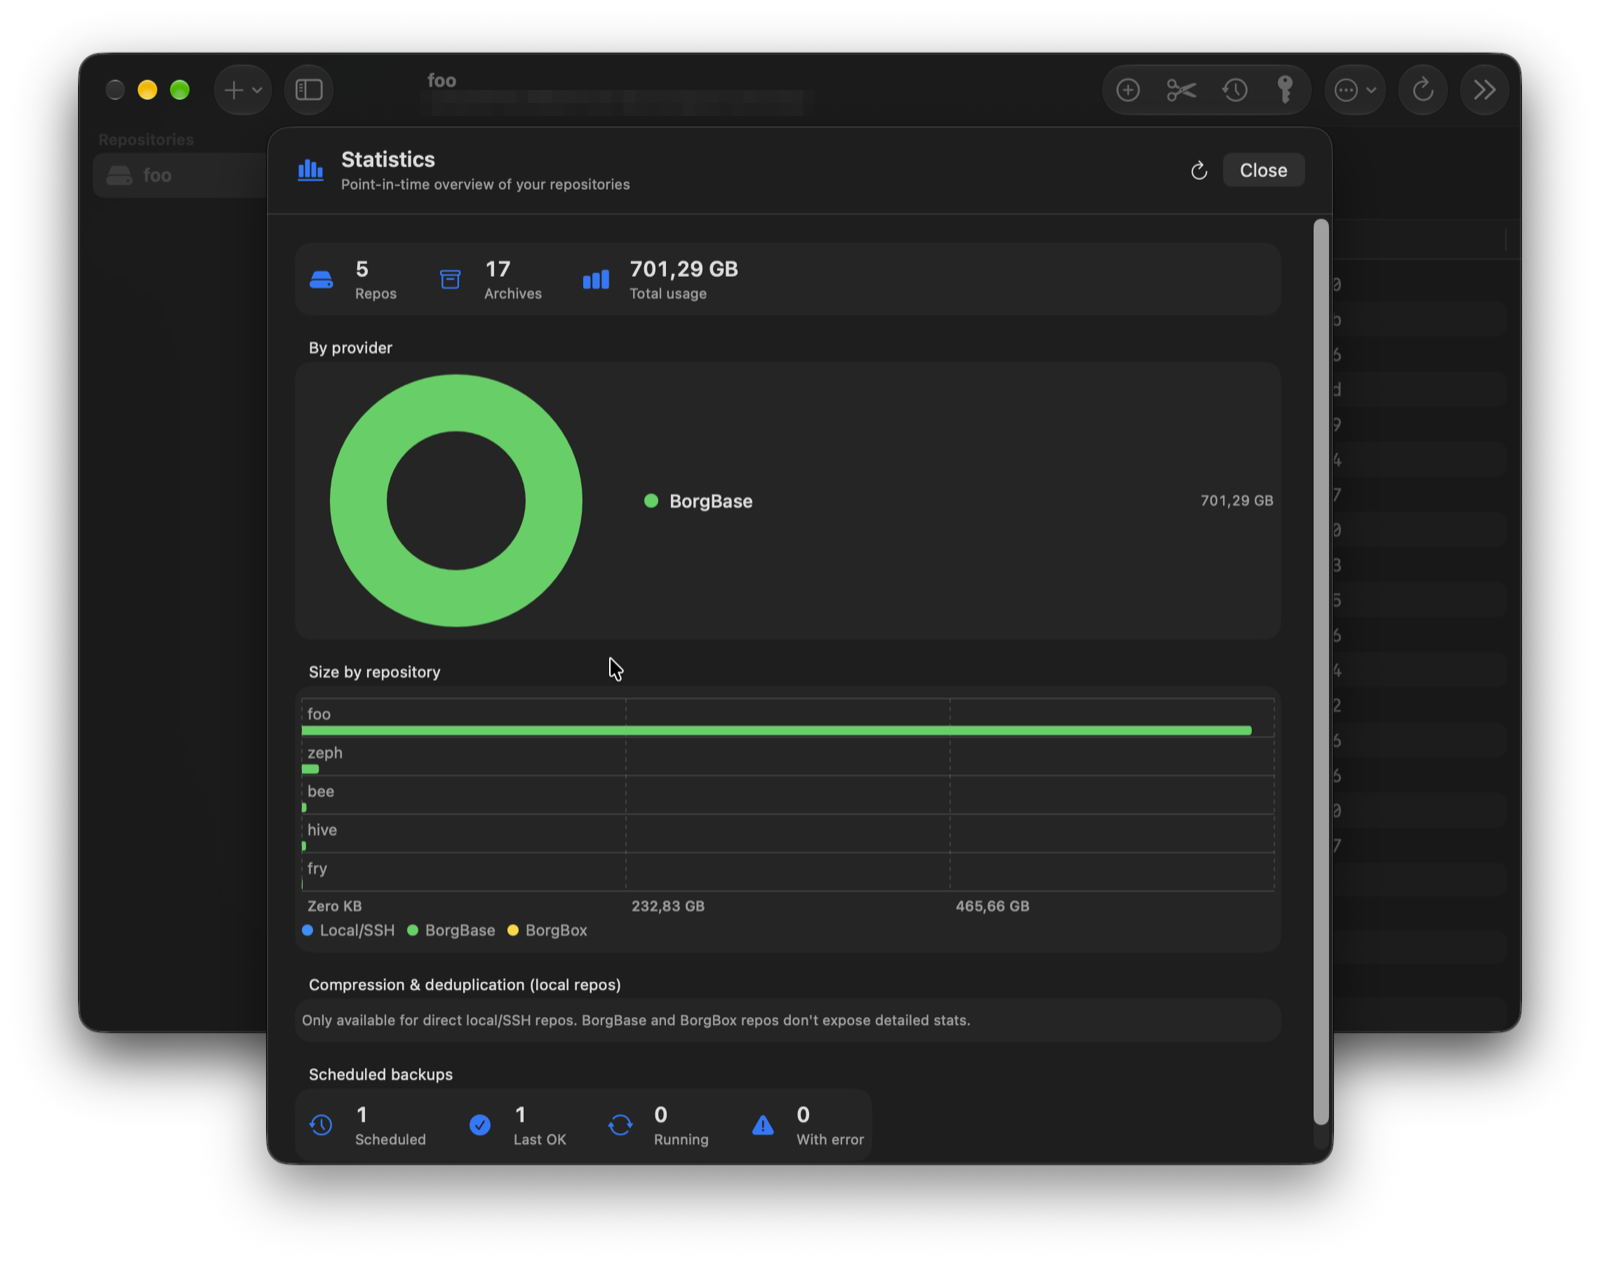 foo
Repositories
foo
Statistics
Point-in-time overview of your repositories
Close
5
Repos
17
Archives
701,29 GB
Total usage
By provider
BorgBase
701,29 GB
Size by repository
foo
zeph
bee
hive
fry
Zero KB
232,83 GB
465,66 GB
Local/SSH
BorgBase
BorgBox
Compression & deduplication (local repos)
Only available for direct local/SSH repos. BorgBase and BorgBox repos don't expose detailed stats.
Scheduled backups
1
Scheduled
1
Last OK
0
Running
0
With error